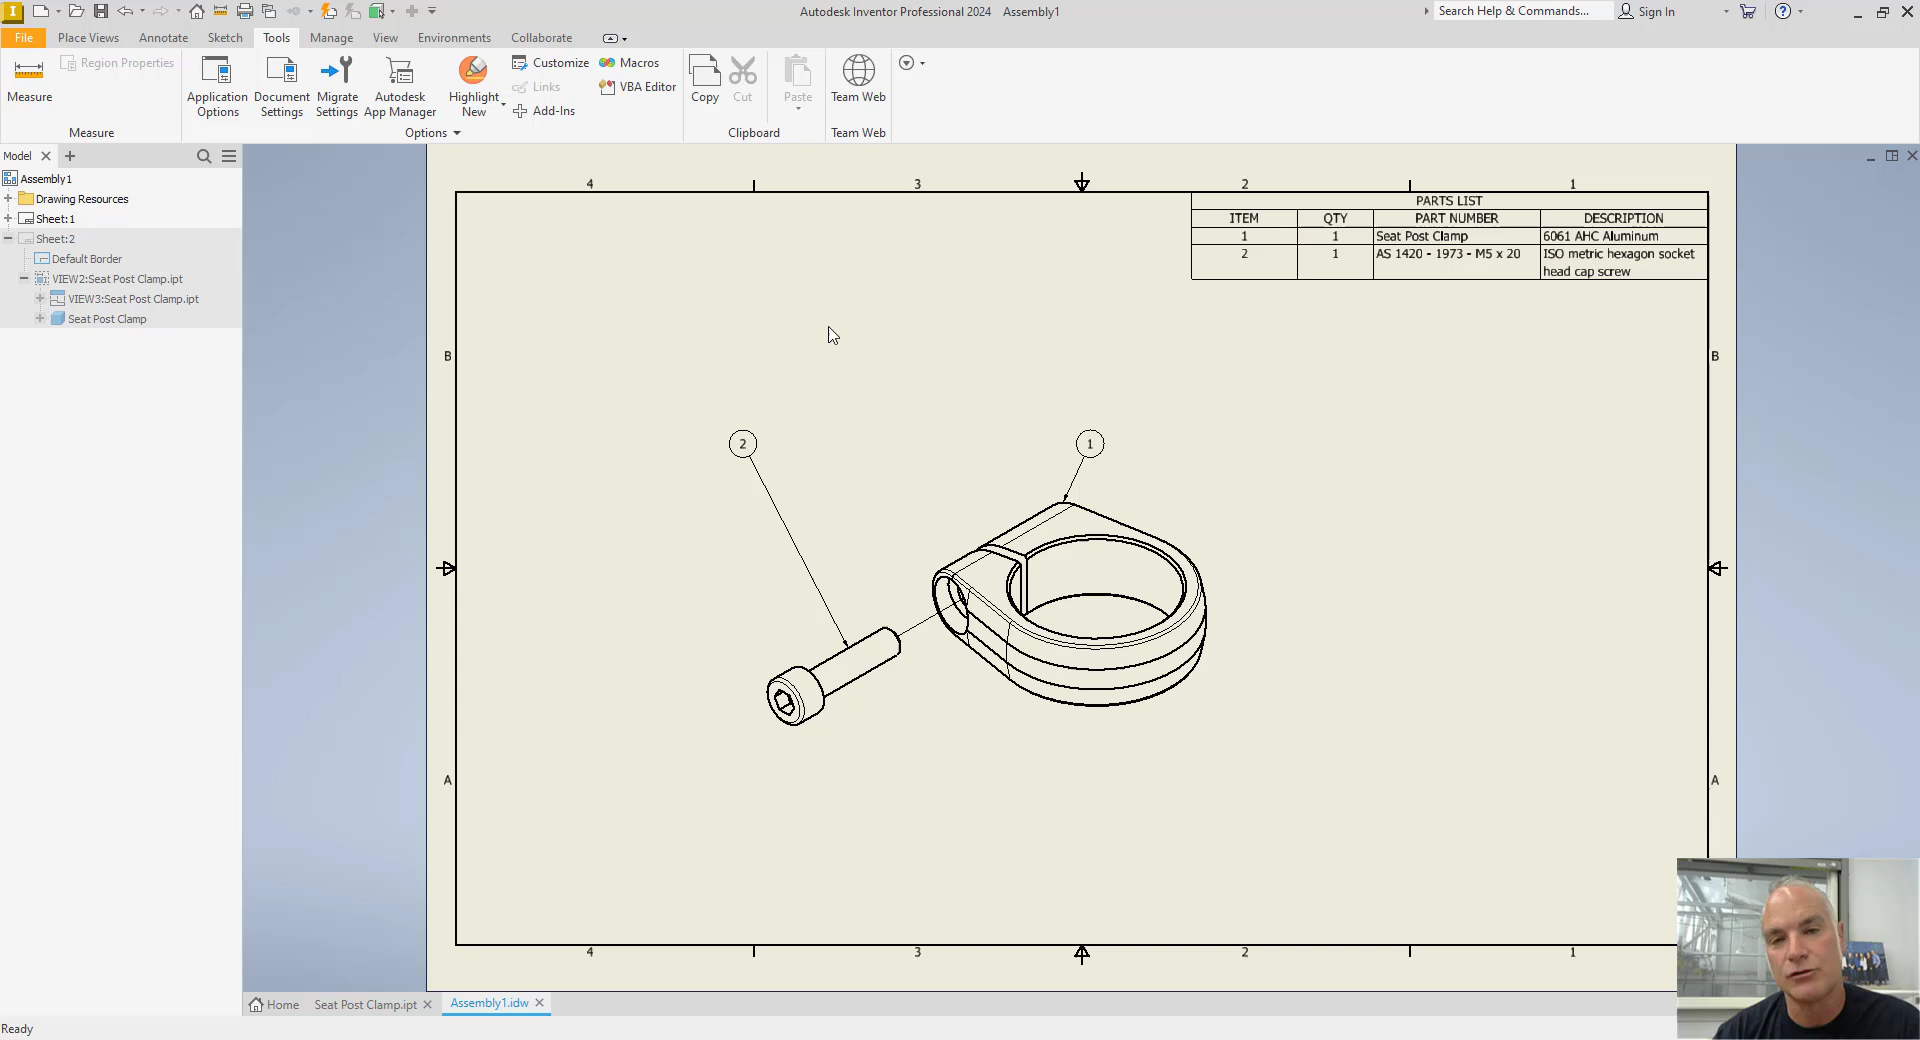 Autodesk Inventor Professional 2024 Assembly1
Search Help & Commands...
Sign In
File
Place Views
Annotate
Sketch
Tools
Manage
View
Environments
Collaborate
Measure
Region Properties
Application Options
Document Settings
Migrate Settings
Autodesk App Manager
Highlight New
Customize
Links
Add-Ins
Macros
VBA Editor
Copy
Cut
Paste
Team Web
Measure
Options
Clipboard
Team Web
Model
Assembly1
Drawing Resources
Sheet:1
Sheet:2
Default Border
VIEW2:Seat Post Clamp.ipt
VIEW3:Seat Post Clamp.ipt
Seat Post Clamp
4 3 2 1
PARTS LIST
ITEM QTY PART NUMBER DESCRIPTION
1 1 Seat Post Clamp 6061 AHC Aluminum
2 1 AS 1420 - 1973 - M5 x 20 ISO metric hexagon socket
head cap screw
B B
2 1
A A
4 3 2 1
Home
Seat Post Clamp.ipt
Assembly1.idw
Ready